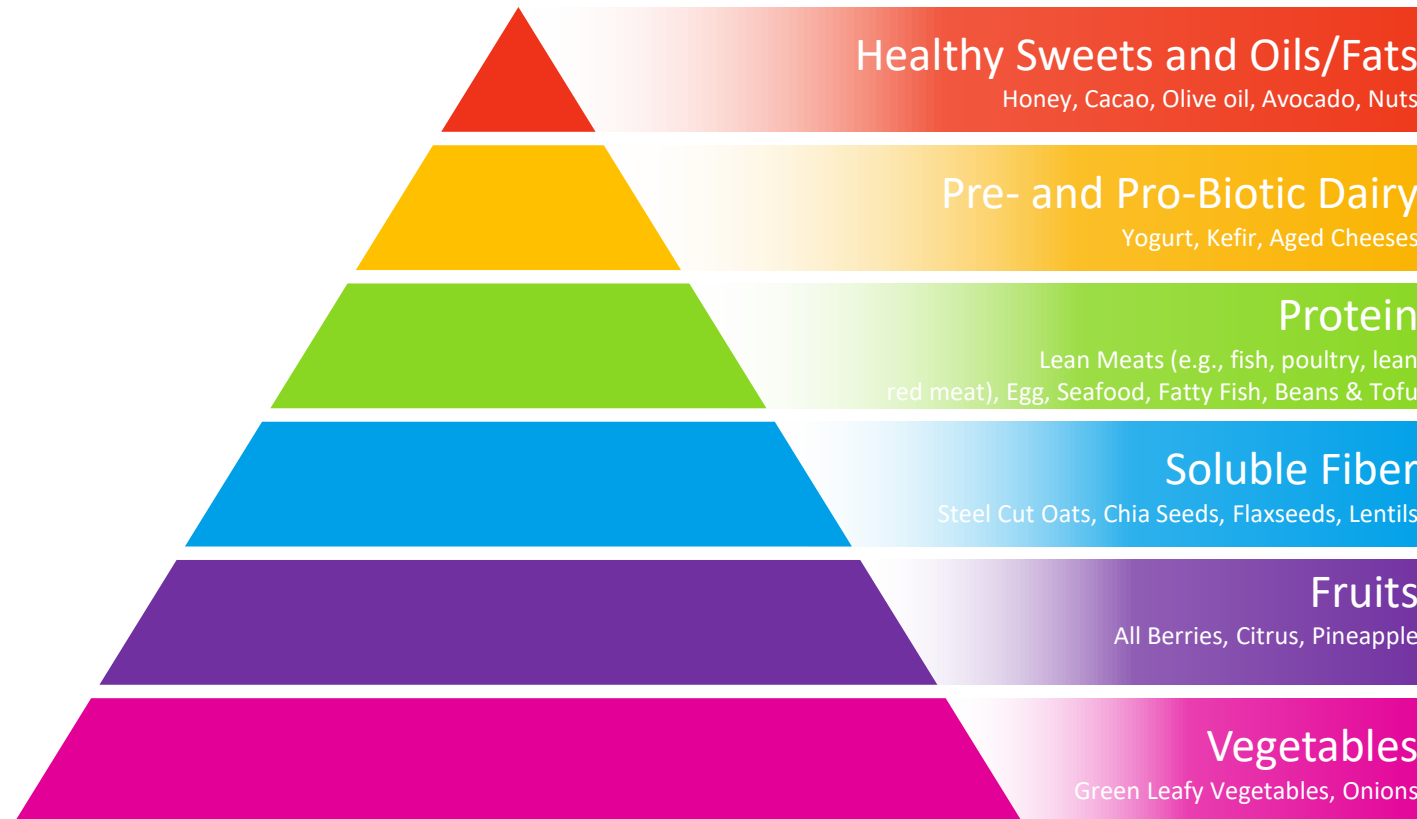 Healthy Sweets and Oils/Fats
Honey, Cacao, Olive oil, Avocado, Nuts
Pre- and Pro-Biotic Dairy
Yogurt, Kefir, Aged Cheeses
Protein
Lean Meats (e.g., fish, poultry, lean
red meat), Egg, Seafood, Fatty Fish, Beans & Tofu
Soluble Fiber
Steel Cut Oats, Chia Seeds, Flaxseeds, Lentils
Fruits
All Berries, Citrus, Pineapple
Vegetables
Green Leafy Vegetables, Onions